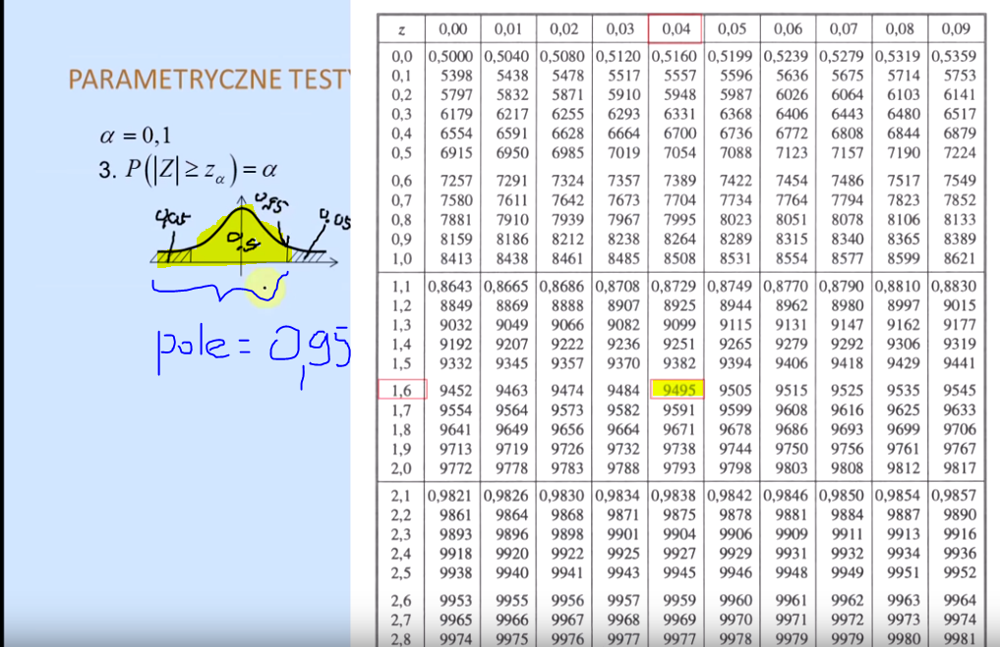 PARAMETRYCZNE TEST
α = 0,1
3. P(|Z| ≥ zα) = α
0,95
0,05
pole = 0,95
z 0,00 0,01 0,02 0,03 0,04 0,05 0,06 0,07 0,08 0,09
0,0 0,5000 0,5040 0,5080 0,5120 0,5160 0,5199 0,5239 0,5279 0,5319 0,5359
0,1 5398 5438 5478 5517 5557 5596 5636 5675 5714 5753
0,2 5797 5832 5871 5910 5948 5987 6026 6064 6103 6141
0,3 6179 6217 6255 6293 6331 6368 6406 6443 6480 6517
0,4 6554 6591 6628 6664 6700 6736 6772 6808 6844 6879
0,5 6915 6950 6985 7019 7054 7088 7123 7157 7190 7224
0,6 7257 7291 7324 7357 7389 7422 7454 7486 7517 7549
0,7 7580 7611 7642 7673 7704 7734 7764 7794 7823 7852
0,8 7881 7910 7939 7967 7995 8023 8051 8078 8106 8133
0,9 8159 8186 8212 8238 8264 8289 8315 8340 8365 8389
1,0 8413 8438 8461 8485 8508 8531 8554 8577 8599 8621
1,1 0,8643 0,8665 0,8686 0,8708 0,8729 0,8749 0,8770 0,8790 0,8810 0,8830
1,2 8849 8869 8888 8907 8925 8944 8962 8980 8997 9015
1,3 9032 9049 9066 9082 9099 9115 9131 9147 9162 9177
1,4 9192 9207 9222 9236 9251 9265 9279 9292 9306 9319
1,5 9332 9345 9357 9370 9382 9394 9406 9418 9429 9441
1,6 9452 9463 9474 9484 9495 9505 9515 9525 9535 9545
1,7 9554 9564 9573 9582 9591 9599 9608 9616 9625 9633
1,8 9641 9649 9656 9664 9671 9678 9686 9693 9699 9706
1,9 9713 9719 9726 9732 9738 9744 9750 9756 9761 9767
2,0 9772 9778 9783 9788 9793 9798 9803 9808 9812 9817
2,1 0,9821 0,9826 0,9830 0,9834 0,9838 0,9842 0,9846 0,9850 0,9854 0,9857
2,2 9861 9864 9868 9871 9875 9878 9881 9884 9887 9890
2,3 9893 9896 9898 9901 9904 9906 9909 9911 9913 9916
2,4 9918 9920 9922 9925 9927 9929 9931 9932 9934 9936
2,5 9938 9940 9941 9943 9945 9946 9948 9949 9951 9952
2,6 9953 9955 9956 9957 9959 9960 9961 9962 9963 9964
2,7 9965 9966 9967 9968 9969 9970 9971 9972 9973 9974
2,8 9974 9975 9976 9977 9977 9978 9979 9979 9980 9981